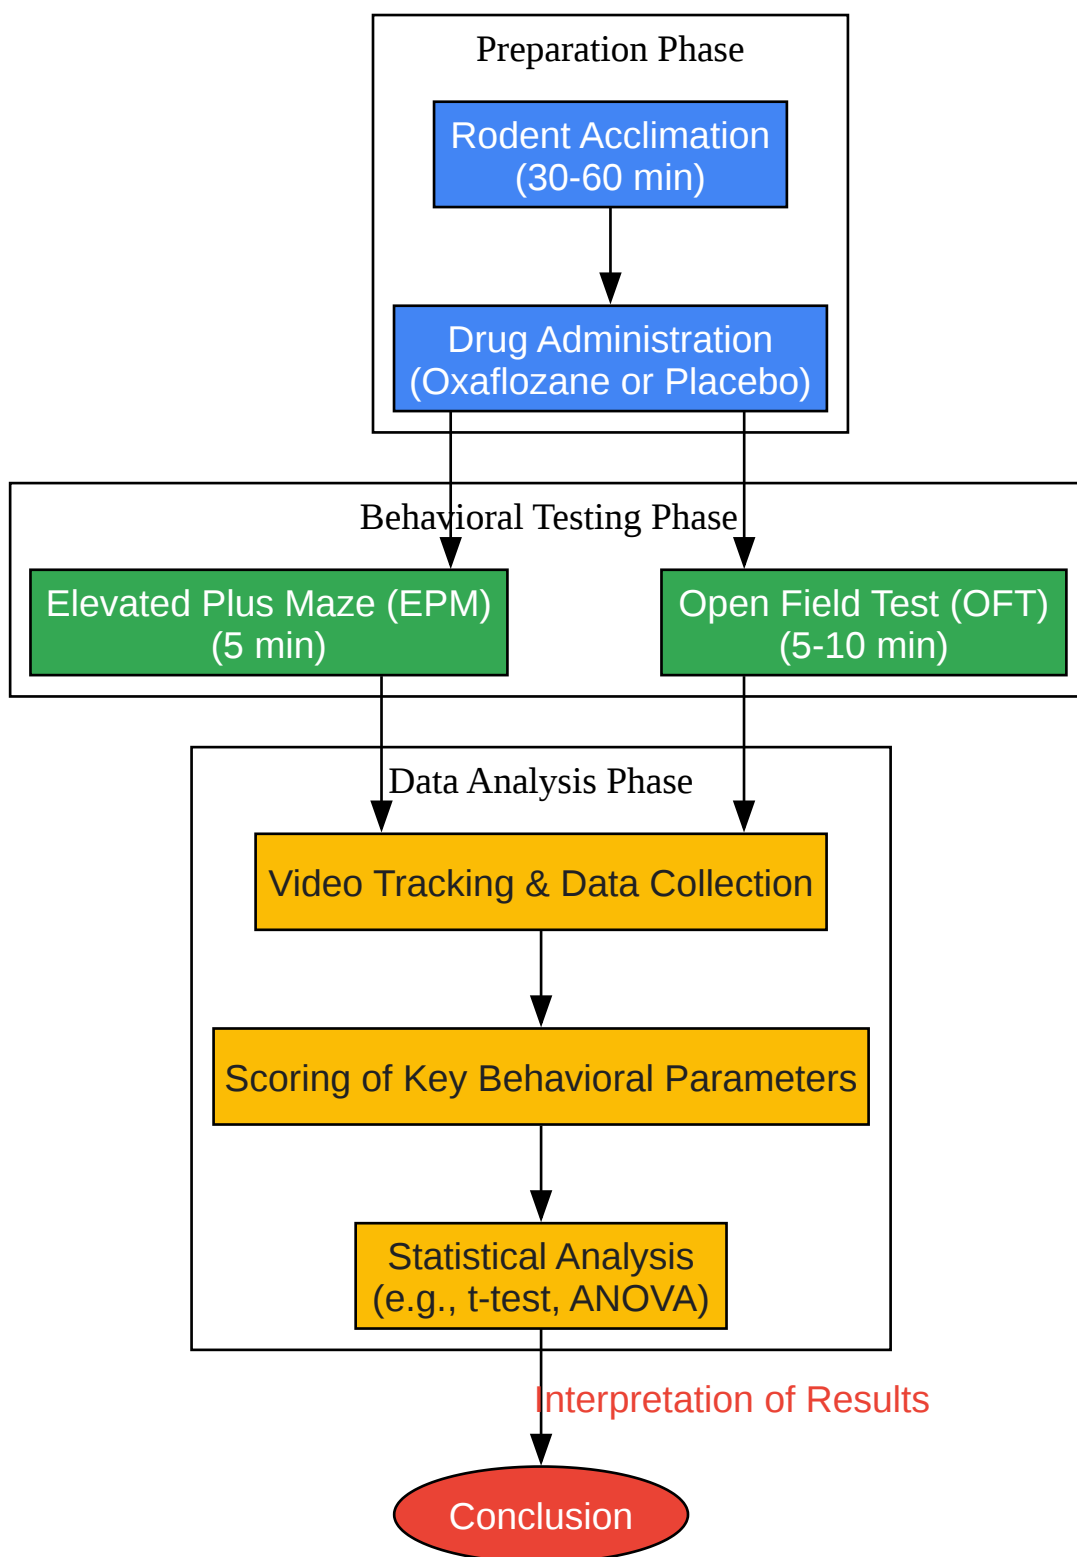 Preparation Phase
Rodent Acclimation
(30-60 min)
Drug Administration
(Oxaflozane or Placebo)
Behavioral Testing Phase
Elevated Plus Maze (EPM)
(5 min)
Open Field Test (OFT)
(5-10 min)
Data Analysis Phase
Video Tracking & Data Collection
Scoring of Key Behavioral Parameters
Statistical Analysis
(e.g., t-test, ANOVA)
Interpretation of Results
Conclusion